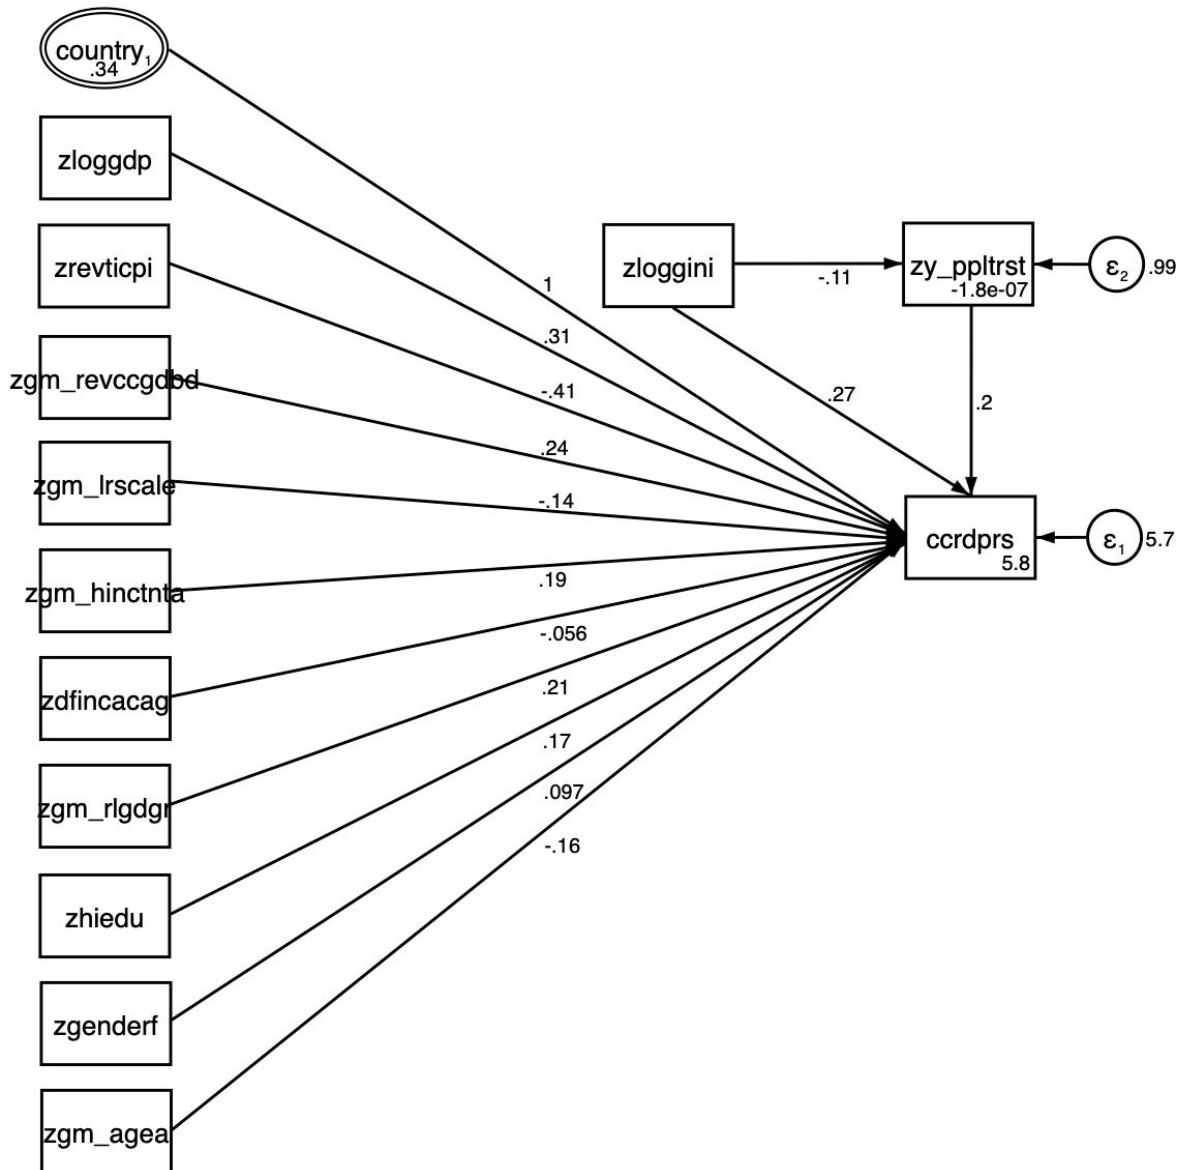 country₁
.34
zloggdp
zrevticpi
zgm_revccgdbd
zgm_lrscale
zgm_hinctnta
zdfincacag
zgm_rlgdgr
zhiedu
zgenderf
zgm_agea
1
.31
-.41
.24
-.14
.19
-.056
.21
.17
.097
-.16
zloggini
-.11
zy_ppltrst
-1.8e-07
ε₂ .99
.27
.2
ccrdprs
5.8
ε₁ 5.7